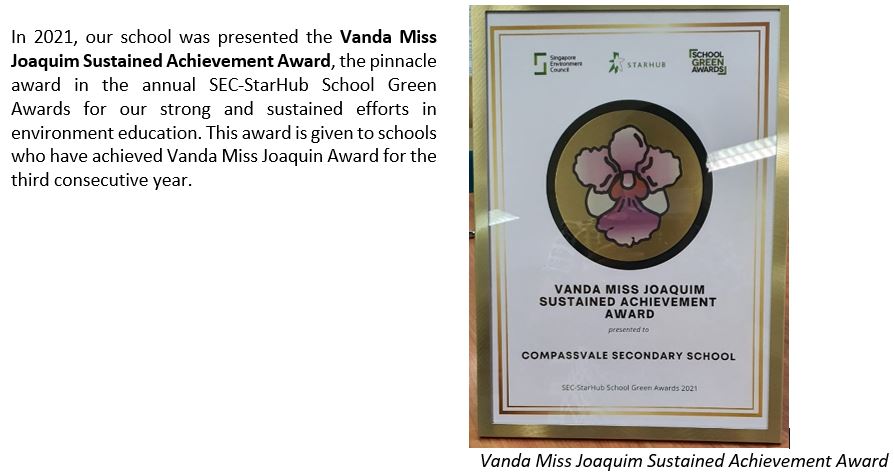 In 2021, our school was presented the Vanda Miss
Joaquim Sustained Achievement Award, the pinnacle
award in the annual SEC-StarHub School Green
Awards for our strong and sustained efforts in
environment education. This award is given to schools
who have achieved Vanda Miss Joaquin Award for the
third consecutive year.
Singapore
Environment
Council
STARHUB
SCHOOL
GREEN
AWARDS
VANDA MISS JOAQUIM
SUSTAINED ACHIEVEMENT
AWARD
presented to
COMPASSVALE SECONDARY SCHOOL
SEC-StarHub School Green Awards 2021
Vanda Miss Joaquim Sustained Achievement Award